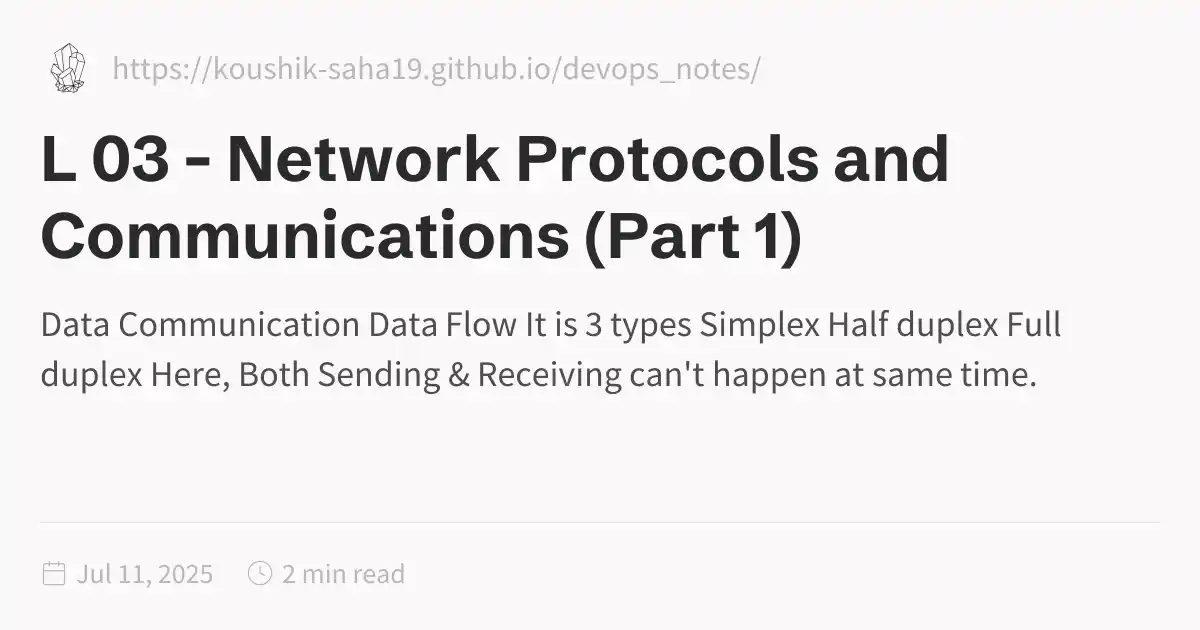 https://koushik-saha19.github.io/devops_notes/
L 03 - Network Protocols and
Communications (Part 1)
Data Communication Data Flow It is 3 types Simplex Half duplex Full
duplex Here, Both Sending & Receiving can't happen at same time.
Jul 11, 2025 2 min read